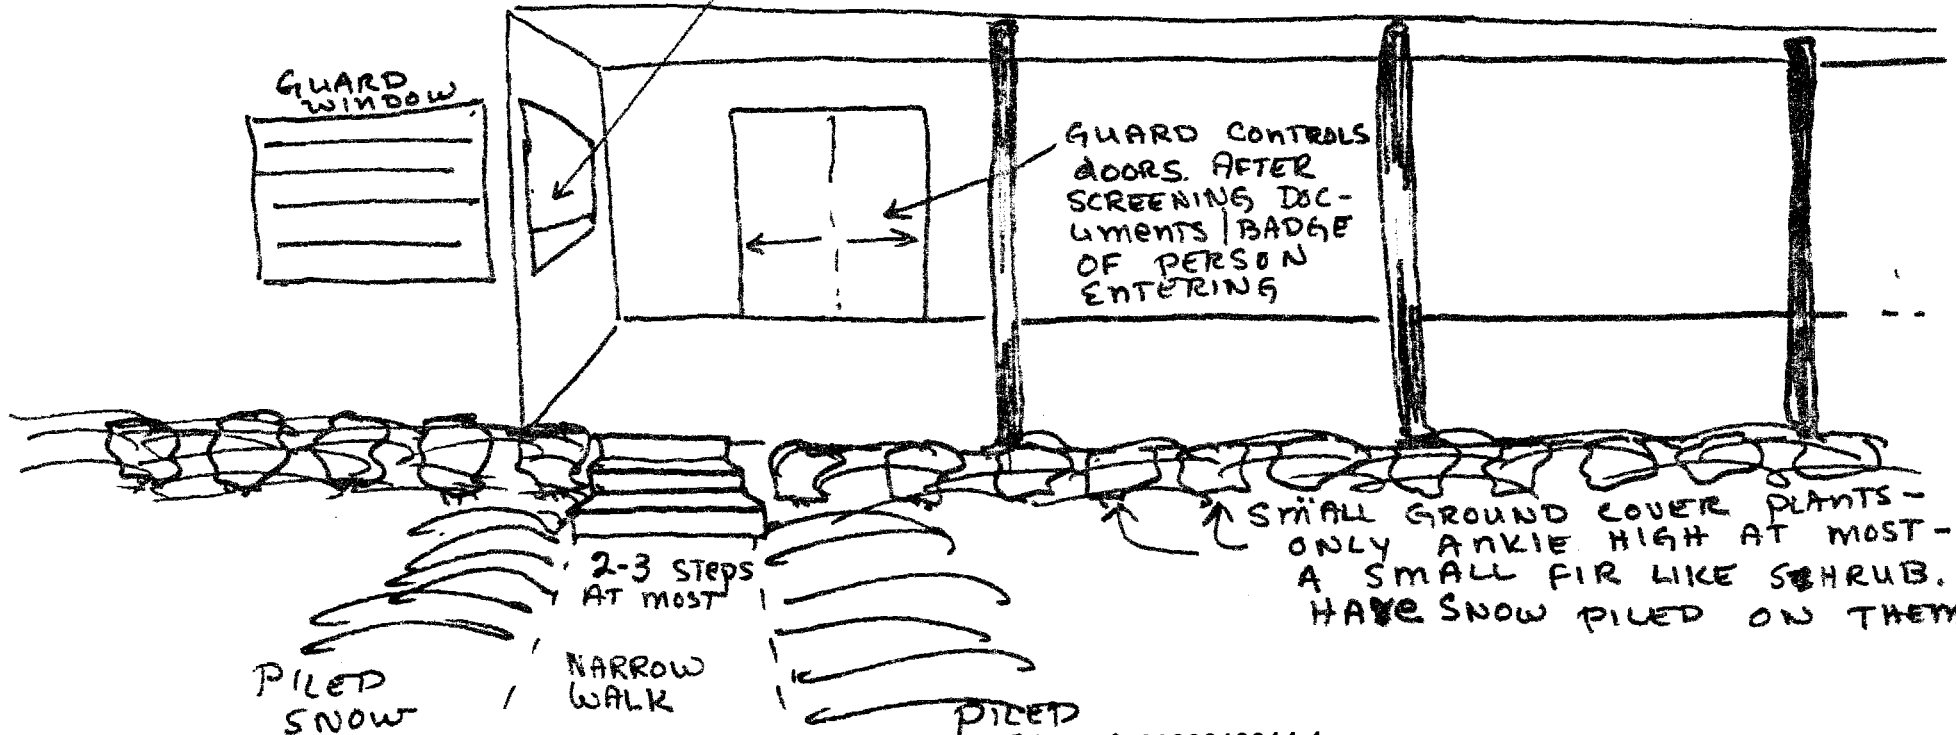 GUARD
WINDOW
GUARD CONTROLS
DOORS. AFTER
SCREENING DOC-
UMENTS/BADGE
OF PERSON
ENTERING
SMALL GROUND COVER PLANTS-
ONLY ANKLE HIGH AT MOST-
A SMALL FIR LIKE SHRUB.
HAVE SNOW PILED ON THEM
2-3 STEPS
AT MOST
NARROW
WALK
PILED
SNOW
PILED